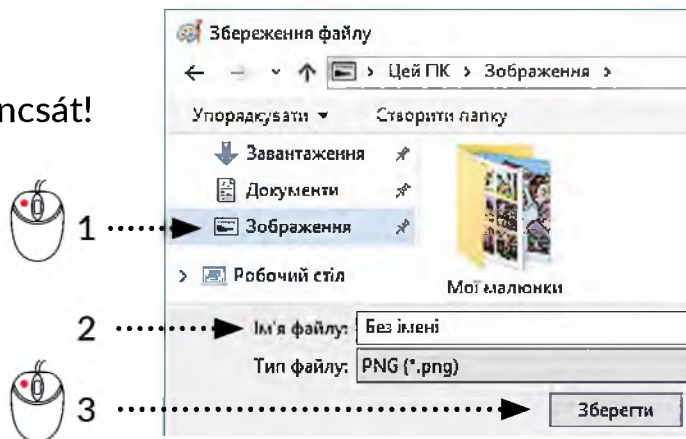 Збереження файлу
Цей ПК > Зображення >
ncsát!
Упорядкувати Створити папку
Завантаження
Документи
1 Зображення
> Робочий стіл
Мої малюнки
2 Ім'я файлу: Без імені
Тип файлу: PNG (*.png)
3 Зберегти